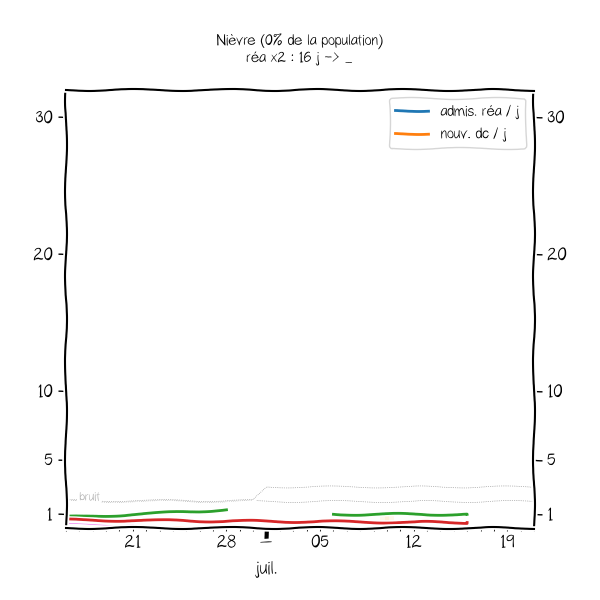 Nièvre (0% de la population)
réa x2 : 16 j -> _
admis. réa / j
nouv. dc / j
30 30
20 20
10 10
5 5
bruit
1 1
21 28 05 12 19
juil.